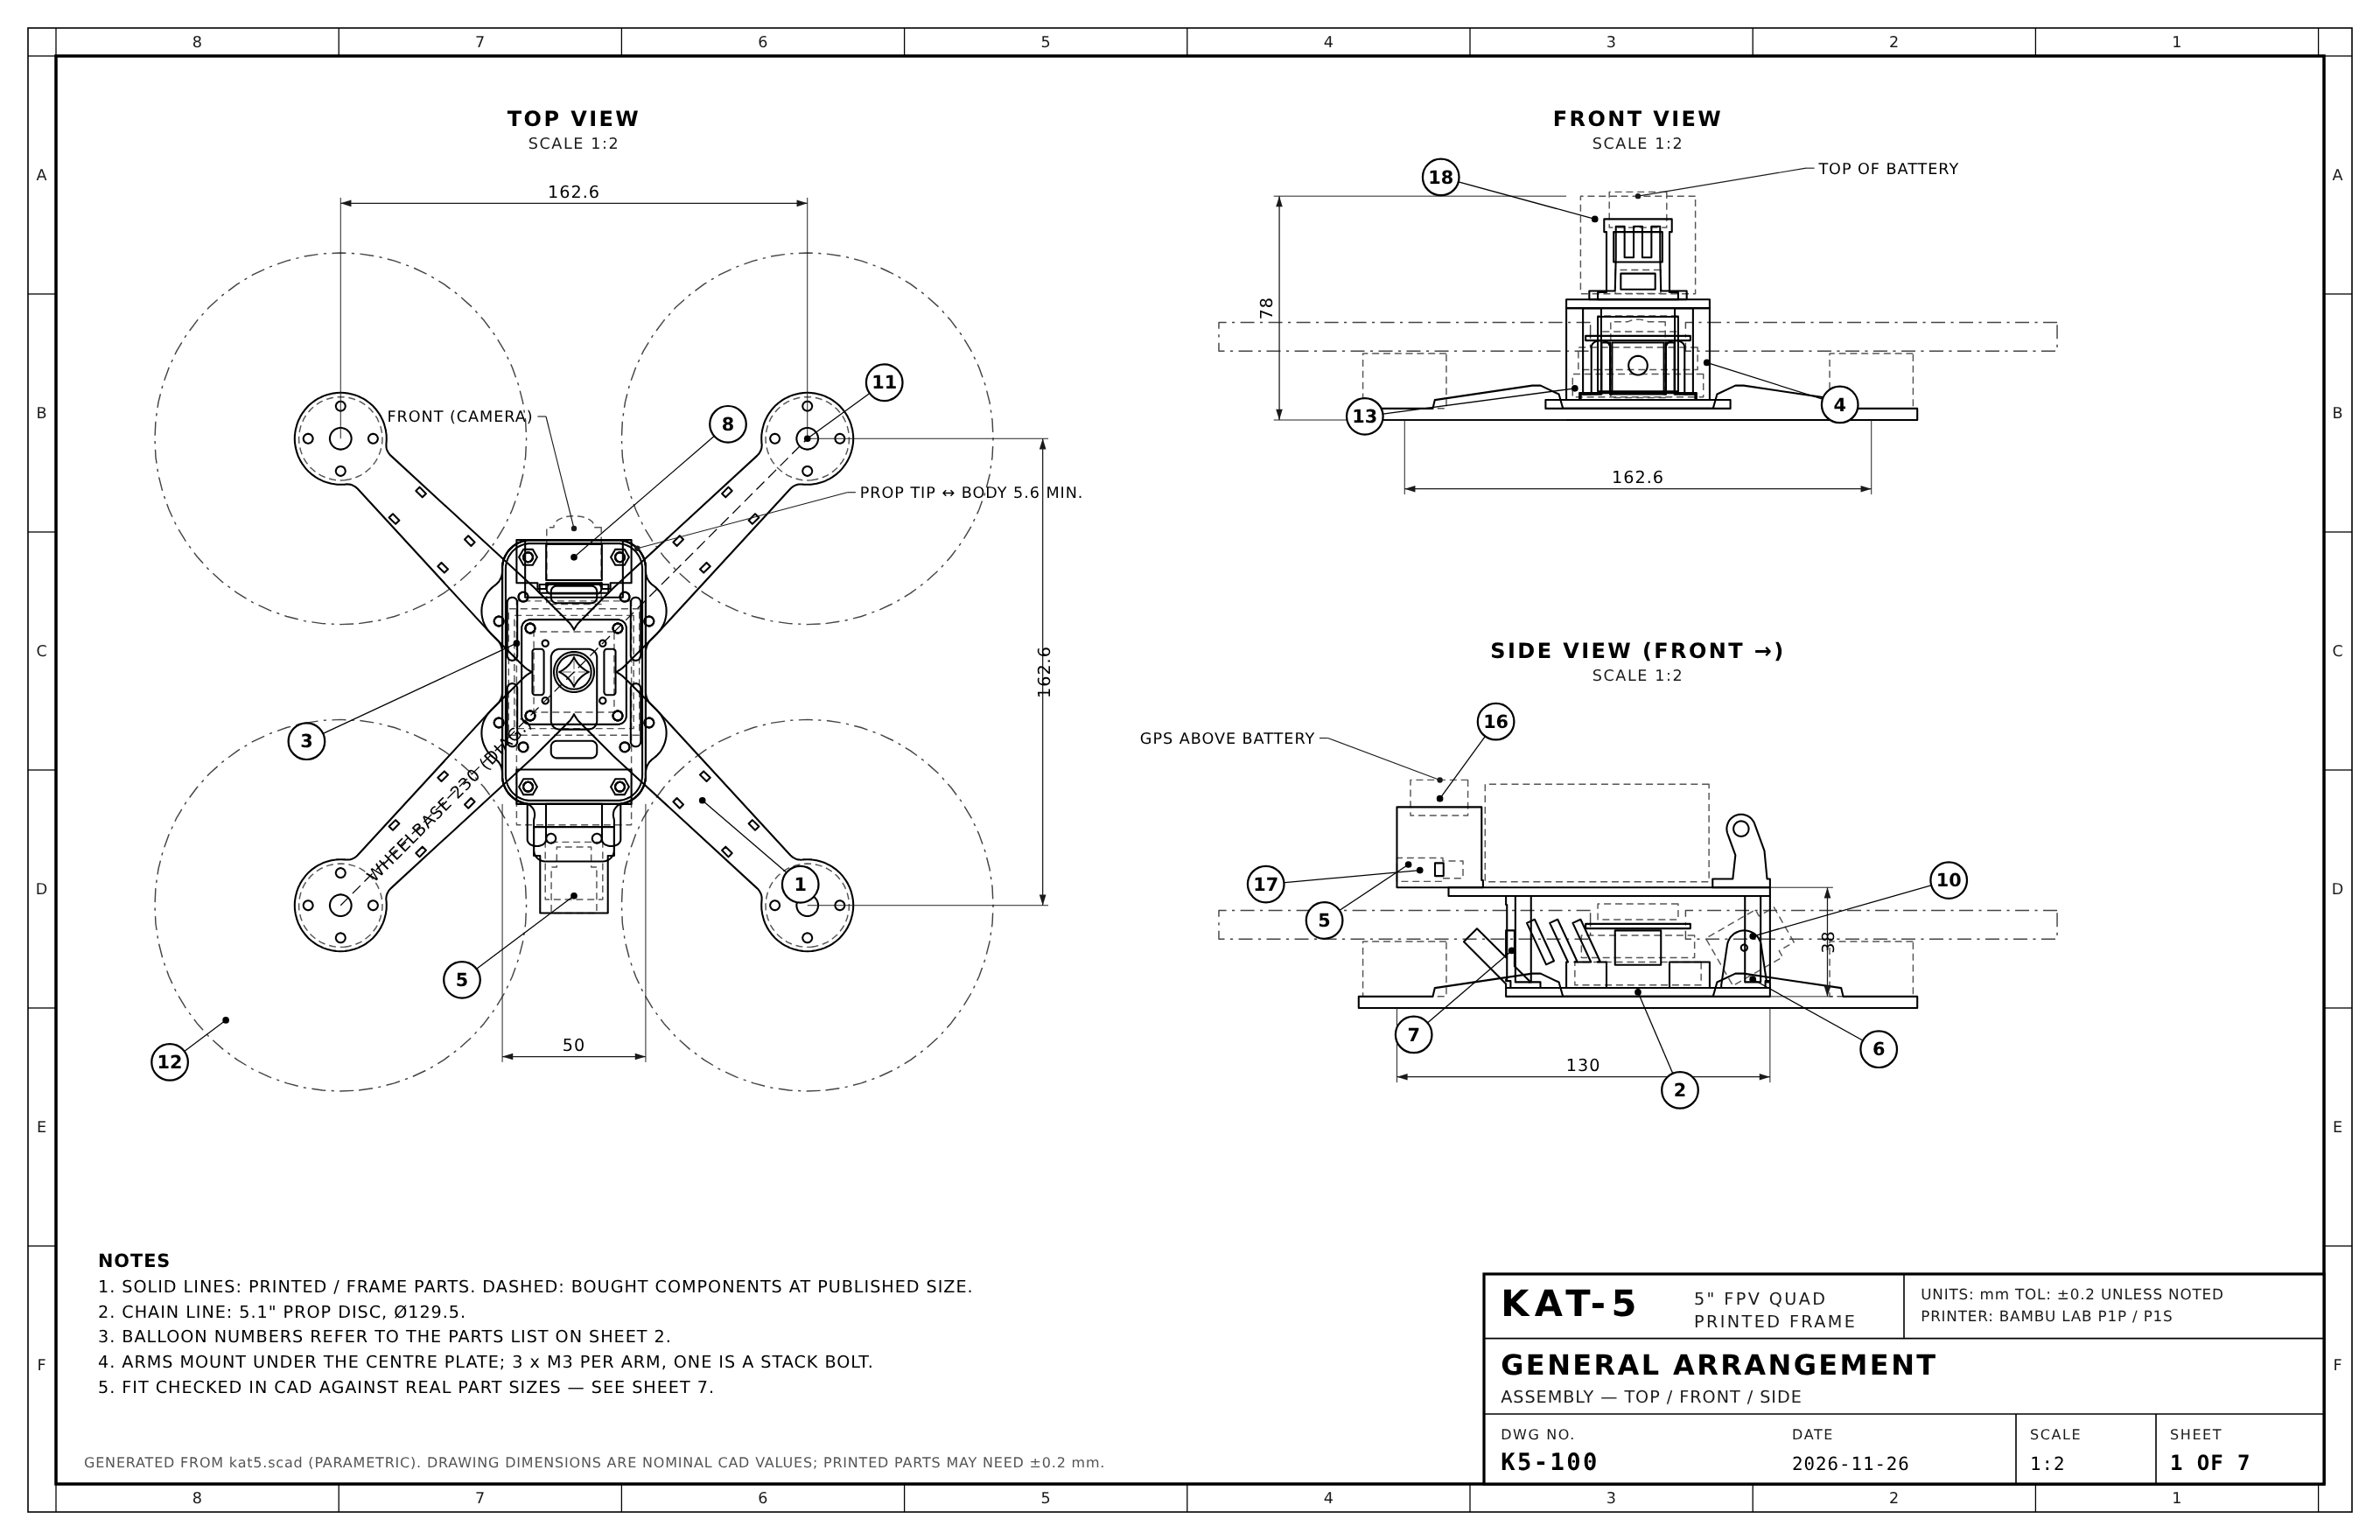 8 7 6 5 4 3 2 1
A A
B B
C C
D D
E E
F F
TOP VIEW
SCALE 1:2
162.6
FRONT (CAMERA)
11
8
PROP TIP ↔ BODY 5.6 MIN.
162.6
3
WHEELBASE 230 (DIAG.)
1
5
12
50
FRONT VIEW
SCALE 1:2
18
TOP OF BATTERY
78
13
4
162.6
SIDE VIEW (FRONT →)
SCALE 1:2
16
GPS ABOVE BATTERY
17
5
10
38
7
6
130
2
NOTES
1. SOLID LINES: PRINTED / FRAME PARTS. DASHED: BOUGHT COMPONENTS AT PUBLISHED SIZE.
2. CHAIN LINE: 5.1" PROP DISC, Ø129.5.
3. BALLOON NUMBERS REFER TO THE PARTS LIST ON SHEET 2.
4. ARMS MOUNT UNDER THE CENTRE PLATE; 3 x M3 PER ARM, ONE IS A STACK BOLT.
5. FIT CHECKED IN CAD AGAINST REAL PART SIZES — SEE SHEET 7.
GENERATED FROM kat5.scad (PARAMETRIC). DRAWING DIMENSIONS ARE NOMINAL CAD VALUES; PRINTED PARTS MAY NEED ±0.2 mm.
KAT-5
5" FPV QUAD
PRINTED FRAME
UNITS: mm TOL: ±0.2 UNLESS NOTED
PRINTER: BAMBU LAB P1P / P1S
GENERAL ARRANGEMENT
ASSEMBLY — TOP / FRONT / SIDE
DWG NO.
K5-100
DATE
2026-11-26
SCALE
1:2
SHEET
1 OF 7
8 7 6 5 4 3 2 1